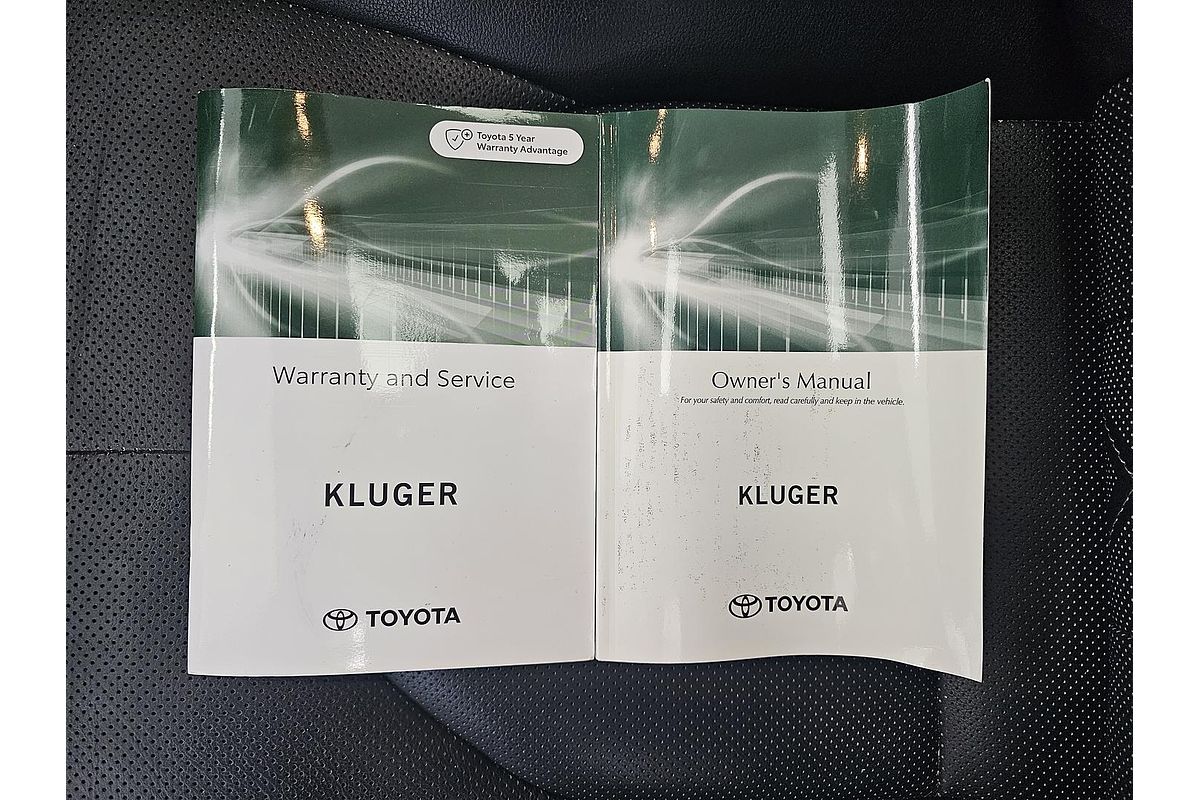 Toyota 5 Year
Warranty Advantage
Warranty and Service
KLUGER
TOYOTA
Owner's Manual
For your safety and comfort, read carefully and keep in the vehicle.
KLUGER
TOYOTA